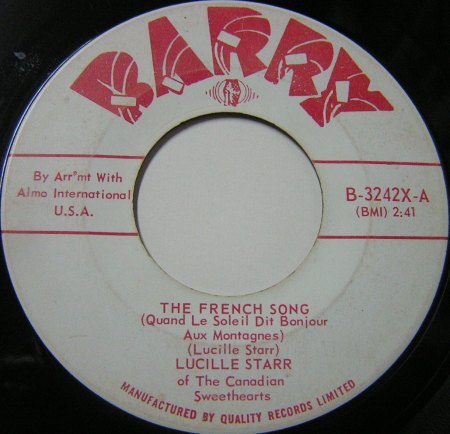 BARRY
By Arr'mt With
Almo International
U.S.A.
B-3242X-A
(BMI) 2:41
THE FRENCH SONG
(Quand Le Soleil Dit Bonjour
Aux Montagnes)
(Lucille Starr)
LUCILLE STARR
of The Canadian
Sweethearts
MANUFACTURED BY QUALITY RECORDS LIMITED